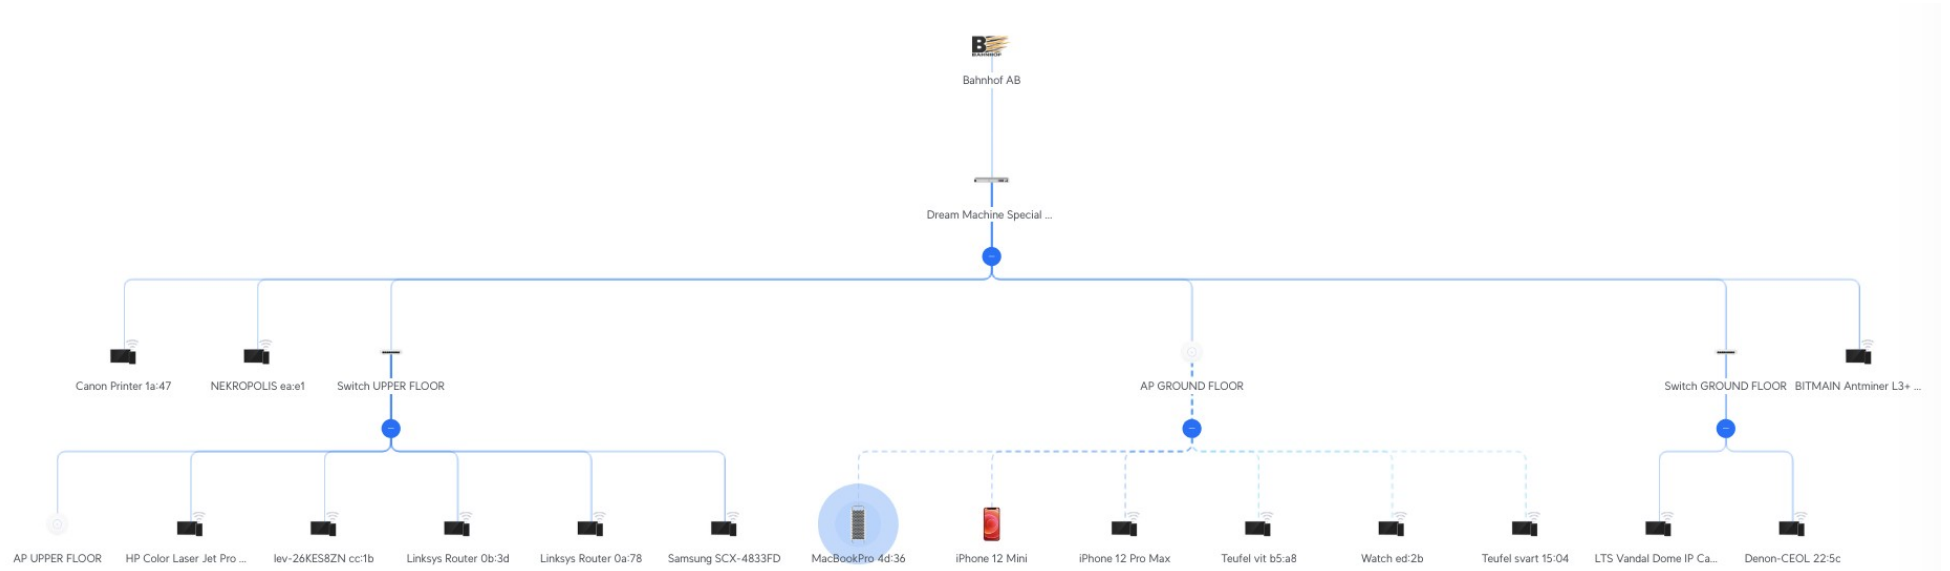 B
BAHNHOF
Bahnhof AB
Dream Machine Special ...
Canon Printer 1a:47
NEKROPOLIS ea:e1
Switch UPPER FLOOR
AP GROUND FLOOR
Switch GROUND FLOOR
BITMAIN Antminer L3+ ...
AP UPPER FLOOR
HP Color Laser Jet Pro ...
lev-26KES8ZN cc:1b
Linksys Router 0b:3d
Linksys Router 0a:78
Samsung SCX-4833FD
MacBookPro 4d:36
iPhone 12 Mini
iPhone 12 Pro Max
Teufel vit b5:a8
Watch ed:2b
Teufel svart 15:04
LTS Vandal Dome IP Ca...
Denon-CEOL 22:5c